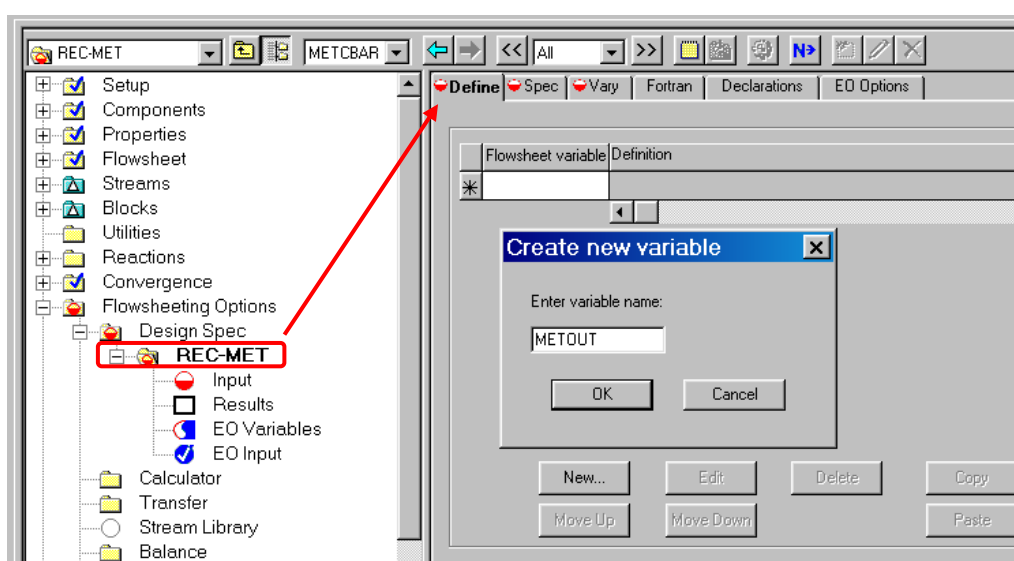 REC-MET METCBAR << All >> N
Define Spec Vary Fortran Declarations EO Options
Setup
Components
Properties
Flowsheet
Streams
Blocks
Utilities
Reactions
Convergence
Flowsheeting Options
Design Spec
REC-MET
Input
Results
EO Variables
EO Input
Calculator
Transfer
Stream Library
Balance
Flowsheet variable Definition
Create new variable
Enter variable name:
METOUT
OK Cancel
New... Edit Delete Copy
Move Up Move Down Paste